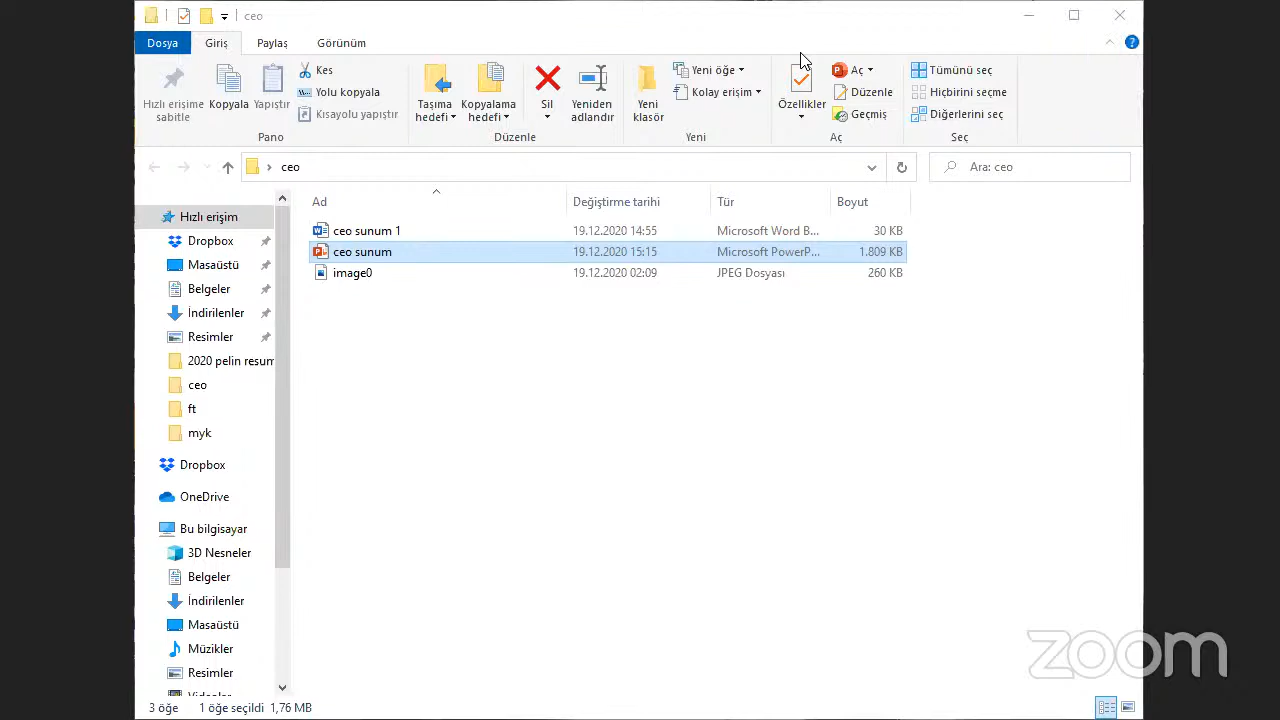 ceo
Dosya Giriş Paylaş Görünüm
Hızlı erişime sabitle
Kopyala
Yapıştır
Kes
Yolu kopyala
Kısayolu yapıştır
Pano
Taşıma hedefi
Kopyalama hedefi
Sil
Yeniden adlandır
Düzenle
Yeni klasör
Yeni öğe
Kolay erişim
Yeni
Özellikler
Aç
Düzenle
Geçmiş
Aç
Tümünü seç
Hiçbirini seçme
Diğerlerini seç
Seç
ceo
Ara: ceo
Ad Değiştirme tarihi Tür Boyut
ceo sunum 1 19.12.2020 14:55 Microsoft Word B... 30 KB
ceo sunum 19.12.2020 15:15 Microsoft PowerP... 1.809 KB
image0 19.12.2020 02:09 JPEG Dosyası 260 KB
Hızlı erişim
Dropbox
Masaüstü
Belgeler
İndirilenler
Resimler
2020 pelin resum
ceo
ft
myk
Dropbox
OneDrive
Bu bilgisayar
3D Nesneler
Belgeler
İndirilenler
Masaüstü
Müzikler
Resimler
3 öğe 1 öğe seçildi 1,76 MB
zoom